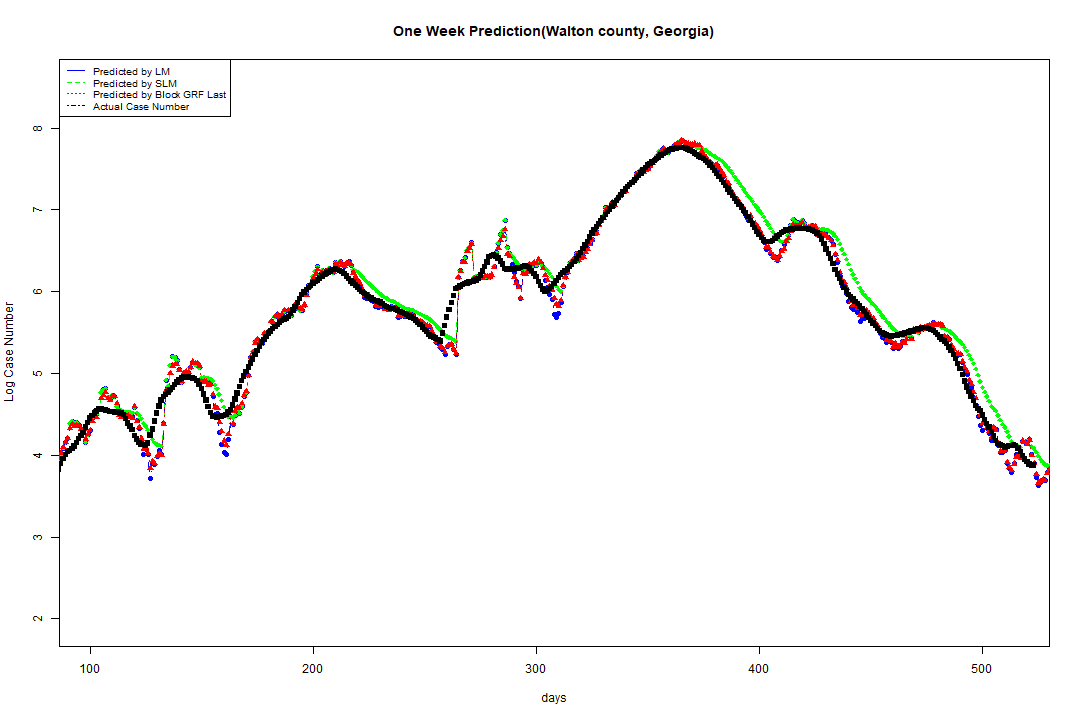 One Week Prediction(Walton county, Georgia)
Predicted by LM
Predicted by SLM
Predicted by Block GRF Last
Actual Case Number
Log Case Number
8
7
6
5
4
3
2
100 200 300 400 500
days